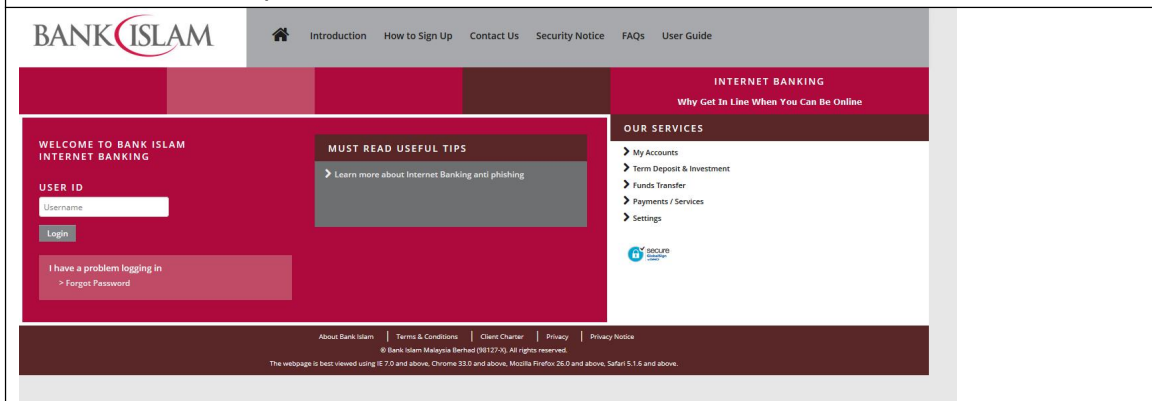 BANK ISLAM
Introduction How to Sign Up Contact Us Security Notice FAQs User Guide
INTERNET BANKING
Why Get In Line When You Can Be Online
WELCOME TO BANK ISLAM
INTERNET BANKING
USER ID
Username
Login
I have a problem logging in
> Forgot Password
MUST READ USEFUL TIPS
Learn more about Internet Banking anti phishing
OUR SERVICES
My Accounts
Term Deposit & Investment
Funds Transfer
Payments / Services
Settings
secure
GlobalSign
About Bank Islam | Terms & Conditions | Client Charter | Privacy | Privacy Notice
© Bank Islam Malaysia Berhad (98127-X). All rights reserved.
The webpage is best viewed using IE 7.0 and above, Chrome 33.0 and above, Mozilla Firefox 26.0 and above, Safari 5.1.6 and above.